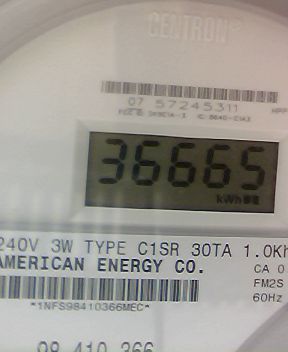 CENTRON
07 57245311
36665
kWh
240V 3W TYPE C1SR 30TA 1.0Kh
AMERICAN ENERGY CO.
CA 0
FM2S
60Hz
*1NFS98410366MEC*
98 410 366